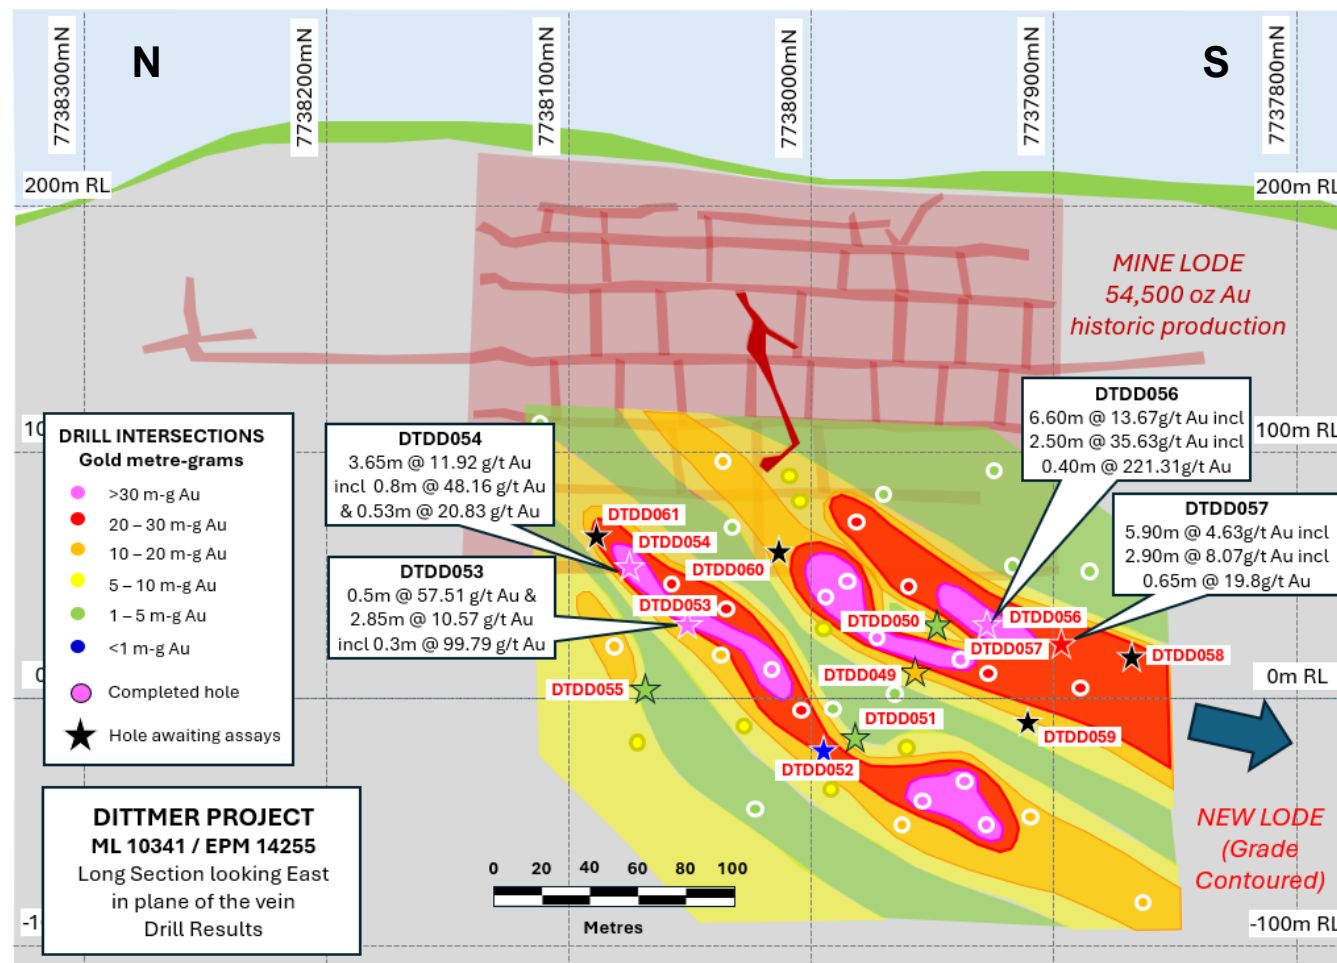 7738300mN
7738200mN
7738100mN
7738000mN
7737900mN
7737800mN
N
S
200m RL
200m RL
MINE LODE
54,500 oz Au
historic production
DTDD056
6.60m @ 13.67g/t Au incl
2.50m @ 35.63g/t Au incl
0.40m @ 221.31g/t Au
10
100m RL
DRILL INTERSECTIONS
Gold metre-grams
>30 m-g Au
20 – 30 m-g Au
10 – 20 m-g Au
5 – 10 m-g Au
1 – 5 m-g Au
<1 m-g Au
Completed hole
Hole awaiting assays
DTDD054
3.65m @ 11.92 g/t Au
incl 0.8m @ 48.16 g/t Au
& 0.53m @ 20.83 g/t Au
DTDD057
5.90m @ 4.63g/t Au incl
2.90m @ 8.07g/t Au incl
0.65m @ 19.8g/t Au
DTDD053
0.5m @ 57.51 g/t Au &
2.85m @ 10.57 g/t Au
incl 0.3m @ 99.79 g/t Au
DTDD061
DTDD054
DTDD060
DTDD053
DTDD050
DTDD056
DTDD057
DTDD058
DTDD049
DTDD055
DTDD051
DTDD059
DTDD052
0
0m RL
DITTMER PROJECT
ML 10341 / EPM 14255
Long Section looking East
in plane of the vein
Drill Results
0 20 40 60 80 100
Metres
NEW LODE
(Grade
Contoured)
-1
-100m RL